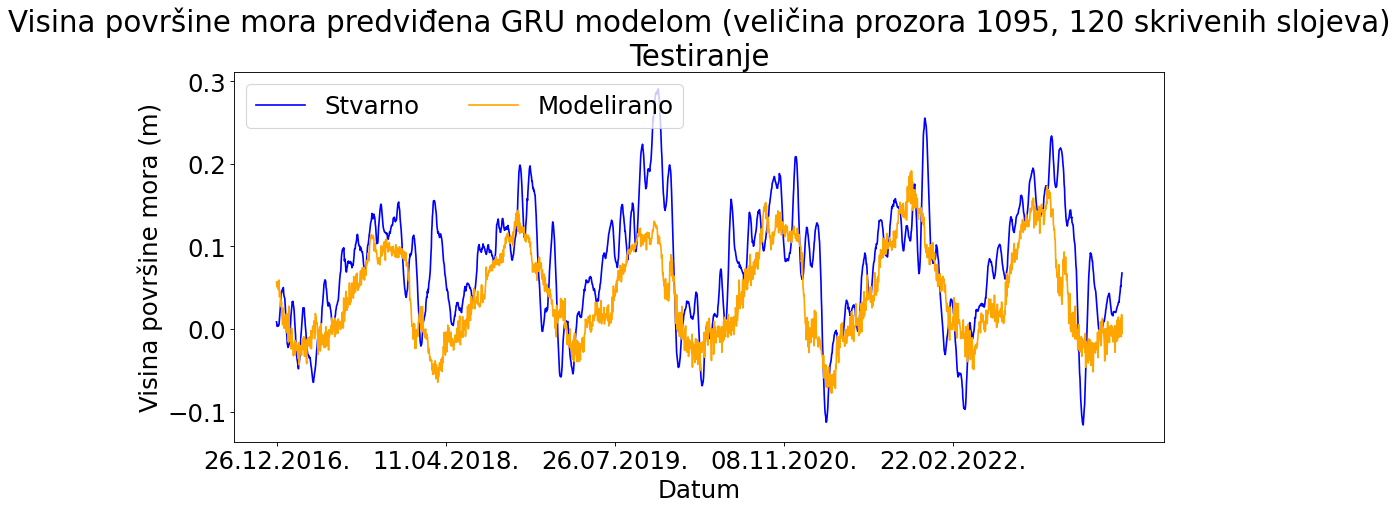 Visina površine mora predviđena GRU modelom (veličina prozora 1095, 120 skrivenih slojeva)
Testiranje
Stvarno Modelirano
Visina površine mora (m)
0.3
0.2
0.1
0.0
−0.1
26.12.2016. 11.04.2018. 26.07.2019. 08.11.2020. 22.02.2022.
Datum